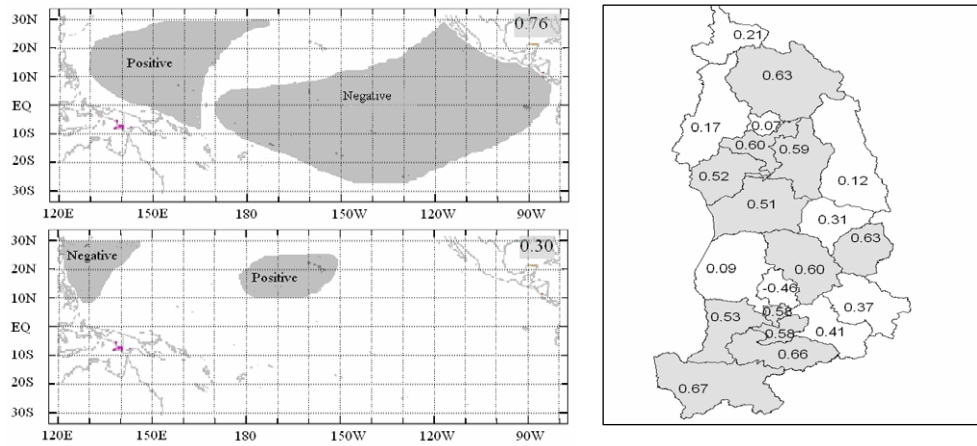 30N
20N
10N
EQ
10S
20S
30S
0.76
Positive
Negative
120E 150E 180 150W 120W 90W
30N
20N
10N
EQ
10S
20S
30S
0.30
Negative
Positive
120E 150E 180 150W 120W 90W
0.21
0.63
0.17
0.07
0.60
0.59
0.52
0.12
0.51
0.31
0.63
0.09
0.60
-0.46
0.37
0.53
0.58
0.58
0.41
0.66
0.67